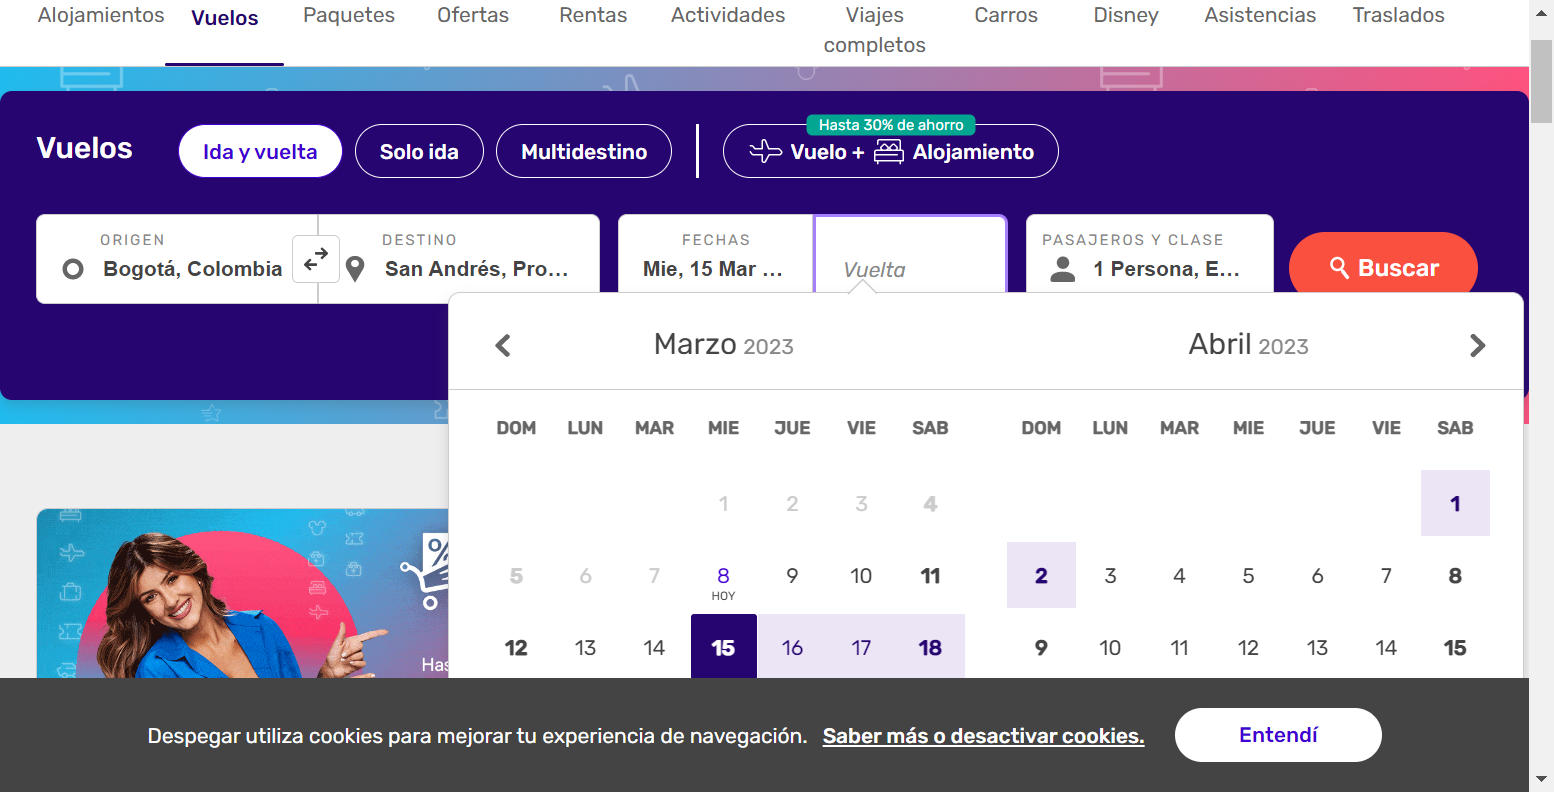 Alojamientos Vuelos Paquetes Ofertas Rentas Actividades Viajes completos Carros Disney Asistencias Traslados
Hasta 30% de ahorro
Vuelos Ida y vuelta Solo ida Multidestino Vuelo + Alojamiento
ORIGEN DESTINO FECHAS PASAJEROS Y CLASE
Bogotá, Colombia San Andrés, Pro... Mie, 15 Mar ... Vuelta 1 Persona, E... Buscar
Marzo 2023 Abril 2023
DOM LUN MAR MIE JUE VIE SAB DOM LUN MAR MIE JUE VIE SAB
1 2 3 4 1
5 6 7 8 9 10 11 2 3 4 5 6 7 8
HOY
12 13 14 15 16 17 18 9 10 11 12 13 14 15
%
Has
Despegar utiliza cookies para mejorar tu experiencia de navegación. Saber más o desactivar cookies. Entendí